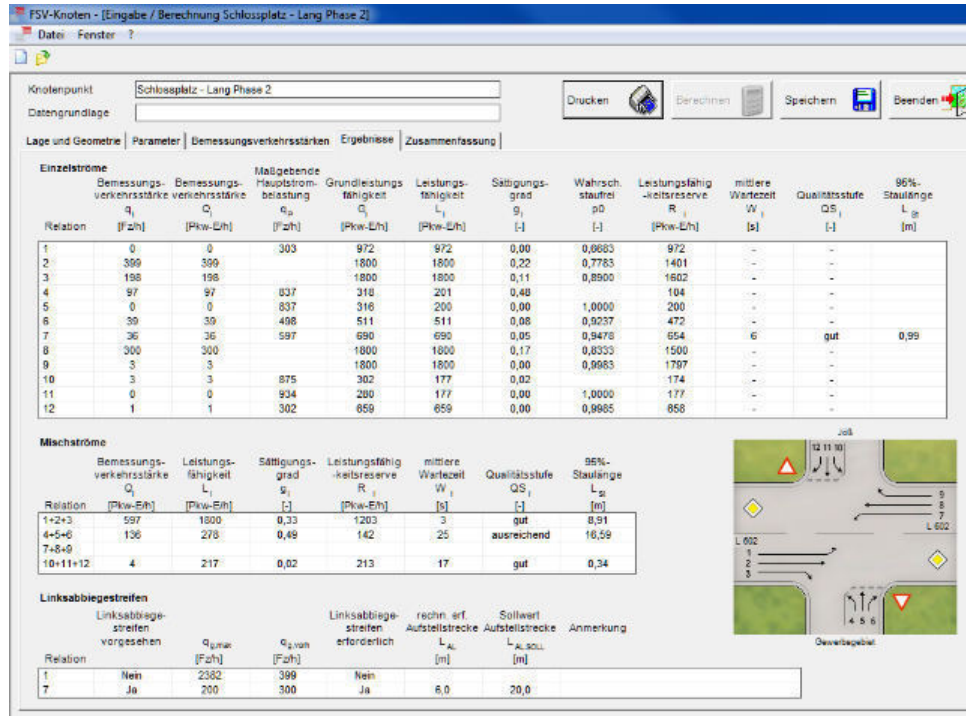 FSV-Knoten - [Eingabe / Berechnung Schlossplatz - Lang Phase 2]
Datei Fenster ?
Knotenpunkt Schlossplatz - Lang Phase 2
Datengrundlage
Drucken Berechnen Speichern Beenden
Lage und Geometrie Parameter Bemessungsverkehrsstärken Ergebnisse Zusammenfassung
Einzelströme
Maßgebende
Bemessungs- Bemessungs- Hauptstrom- Grundleistungs Leistungs- Sättigungs- Wahrsch. Leistungsfähig mittlere 95%-
verkehrsstärke verkehrsstärke belastung fähigkeit fähigkeit grad staufrei -keitsreserve Wartezeit Qualitätsstufe Staulänge
q i Q i q p G i L i g i p0 R i W i QS i L St
Relation [Fz/h] [Pkw-E/h] [Fz/h] [Pkw-E/h] [Pkw-E/h] [-] [-] [Pkw-E/h] [s] [-] [m]
1 0 0 303 972 972 0,00 0,6683 972 - -
2 399 399 1800 1800 0,22 0,7783 1401 - -
3 198 198 1800 1800 0,11 0,8900 1602 - -
4 97 97 837 318 201 0,48 104 - -
5 0 0 837 316 200 0,00 1,0000 200 - -
6 39 39 498 511 511 0,08 0,9237 472 - -
7 36 36 597 690 690 0,05 0,9478 654 6 gut 0,99
8 300 300 1800 1800 0,17 0,8333 1500 - -
9 3 3 1800 1800 0,00 0,9983 1797 - -
10 3 3 875 302 177 0,02 174 - -
11 0 0 934 280 177 0,00 1,0000 177 - -
12 1 1 302 659 659 0,00 0,9985 658 - -
Mischströme
Bemessungs- Leistungs- Sättigungs- Leistungsfähig mittlere 95%-
verkehrsstärke fähigkeit grad -keitsreserve Wartezeit Qualitätsstufe Staulänge
Q i L i g i R i W i QS i L St
Relation [Pkw-E/h] [Pkw-E/h] [-] [Pkw-E/h] [s] [-] [m]
1+2+3 597 1800 0,33 1203 3 gut 8,91
4+5+6 136 278 0,49 142 25 ausreichend 16,59
7+8+9
10+11+12 4 217 0,02 213 17 gut 0,34
Joß
12 11 10
9
8
7
L 602
L 602
1
2
3
4 5 6
Gewerbegebiet
Linksabbiegestreifen
Linksabbiege- Linksabbiege- rechn. erf. Sollwert
streifen streifen Aufstellstrecke Aufstellstrecke Anmerkung
vorgesehen q g,max q g,vorh erforderlich L AL L AL,SOLL
Relation [Fz/h] [Fz/h] [m] [m]
1 Nein 2382 399 Nein
7 Ja 200 300 Ja 6,0 20,0